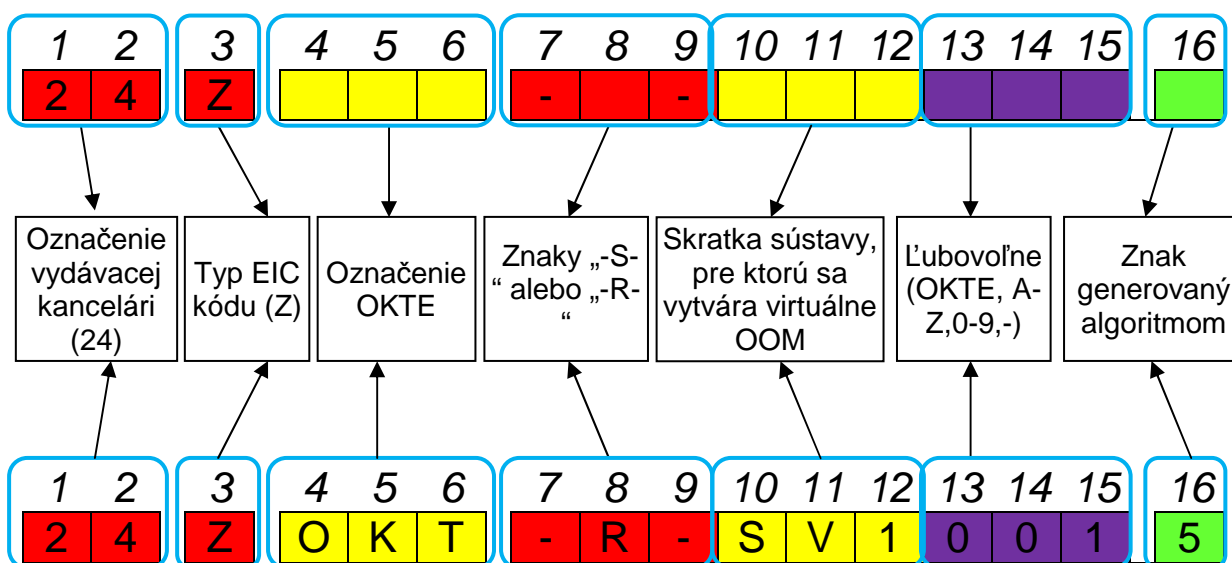 1 2 3 4 5 6 7 8 9 10 11 12 13 14 15 16
2 4 Z - -
Označenie
vydávacej
kancelári
(24)
Typ EIC
kódu (Z)
Označenie
OKTE
Znaky „-S-
“ alebo „-R-
“
Skratka sústavy,
pre ktorú sa
vytvára virtuálne
OOM
Ľubovoľne
(OKTE, A-
Z,0-9,-)
Znak
generovaný
algoritmom
1 2 3 4 5 6 7 8 9 10 11 12 13 14 15 16
2 4 Z O K T - R - S V 1 0 0 1 5